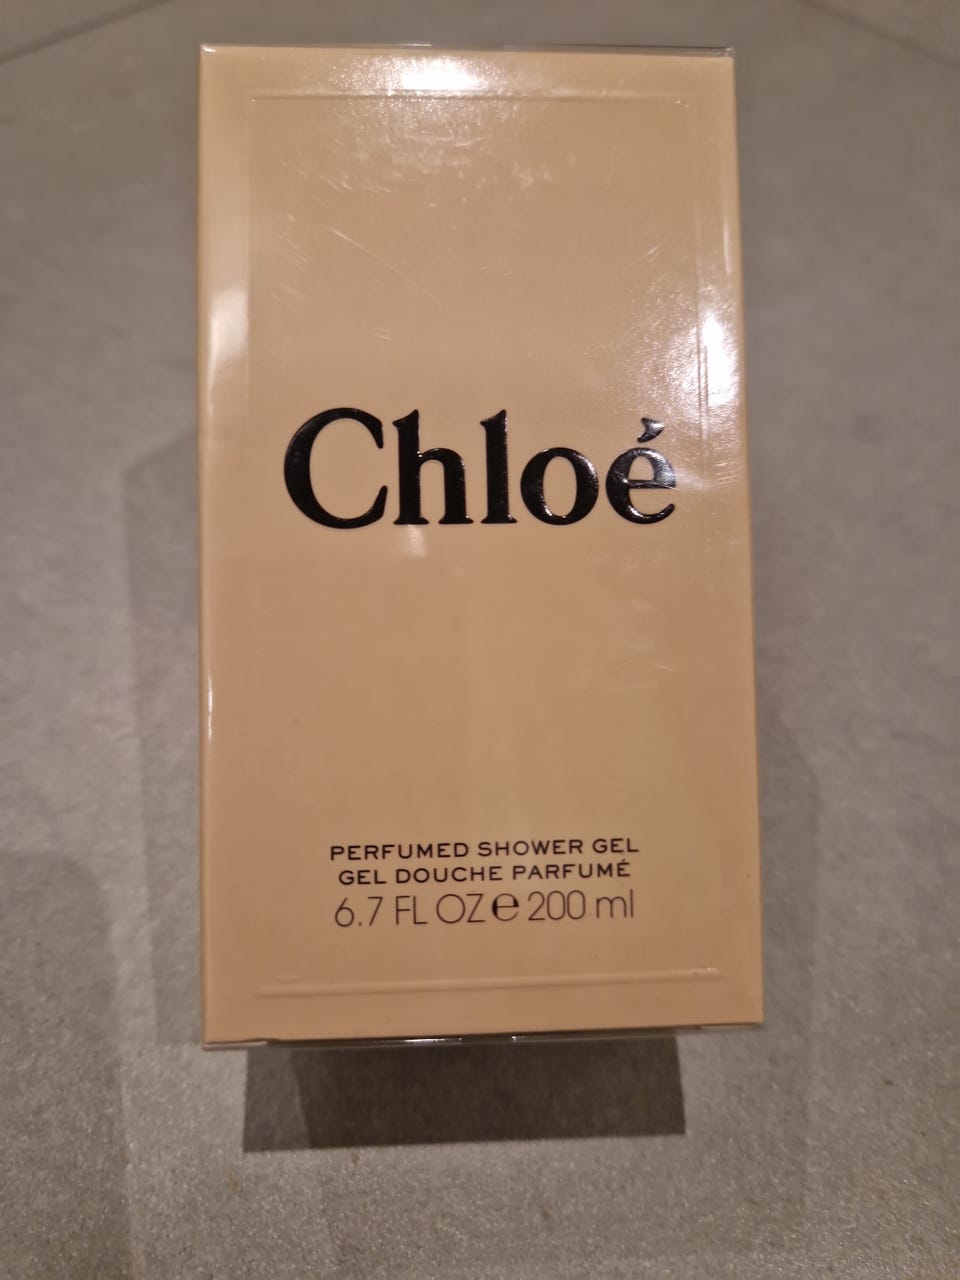 Chloé
PERFUMED SHOWER GEL
GEL DOUCHE PARFUMÉ
6.7 FL OZ ℮ 200 ml